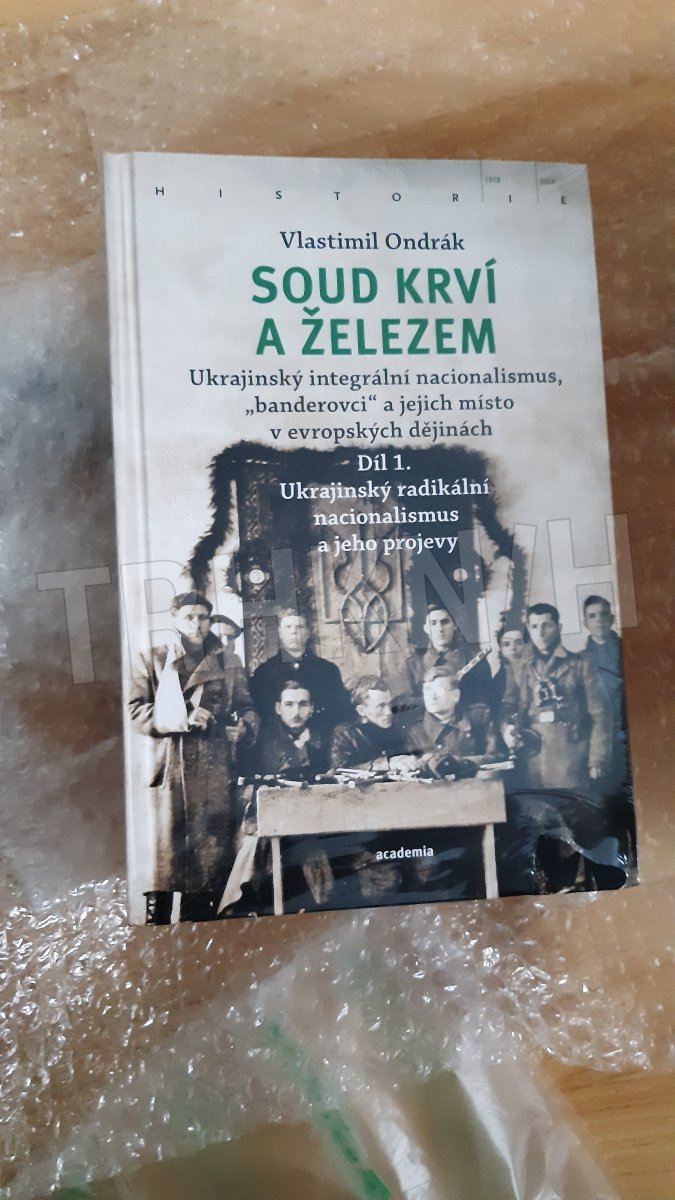 HISTORIE
1918
2024
Vlastimil Ondrák
SOUD KRVÍ
A ŽELEZEM
Ukrajinský integrální nacionalismus,
„banderovci“ a jejich místo
v evropských dějinách
Díl 1.
Ukrajinský radikální
nacionalismus
a jeho projevy
academia